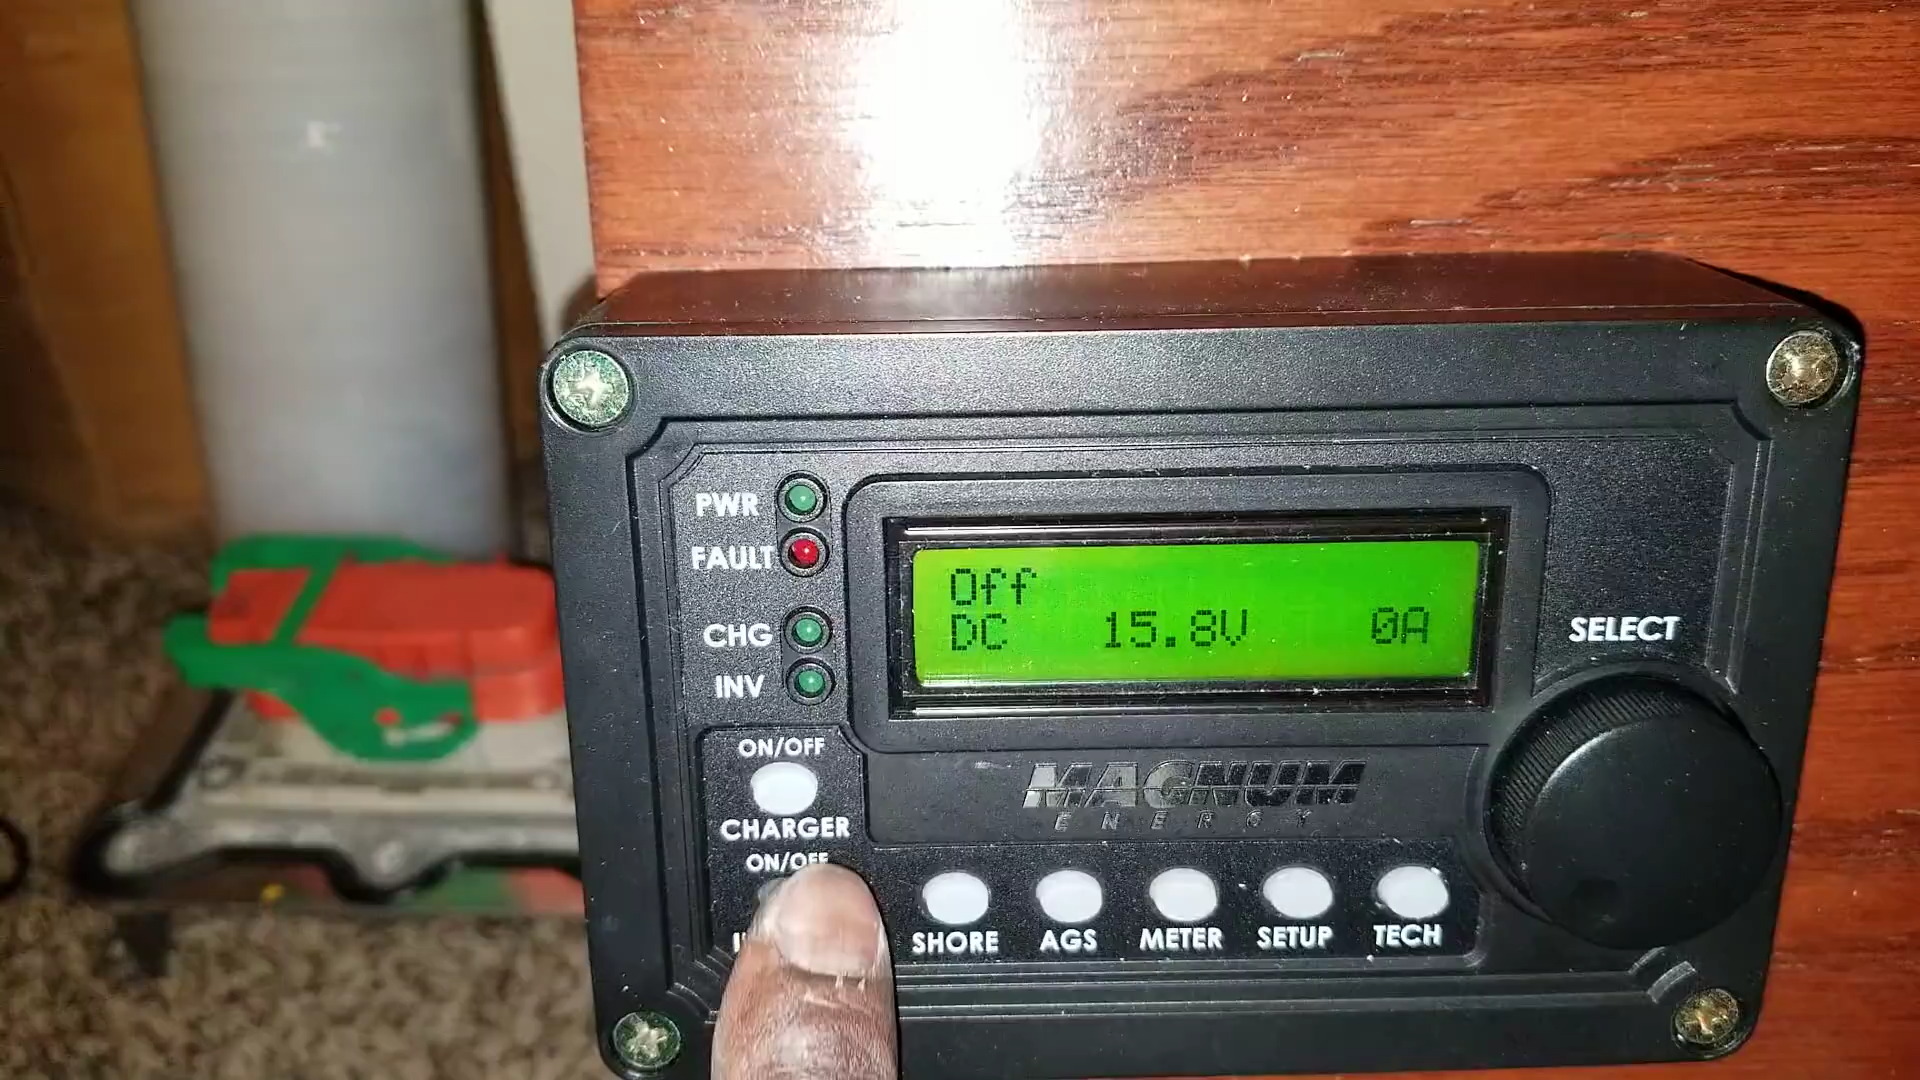 PWR
FAULT
CHG
INV
Off
DC 15.8V 0A
SELECT
ON/OFF
CHARGER
ON/OFF
MAGNUM
ENERGY
SHORE AGS METER SETUP TECH